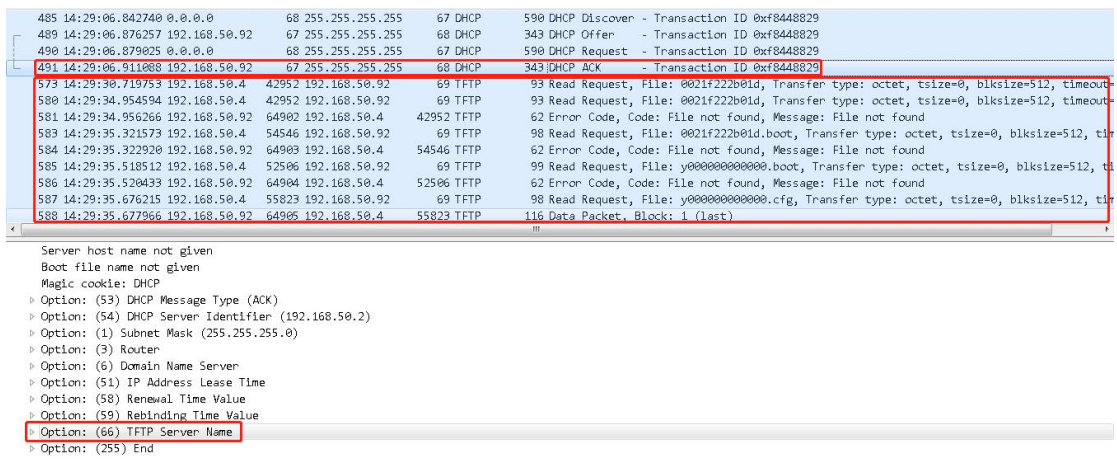 485 14:29:06.842740 0.0.0.0 68 255.255.255.255 67 DHCP 590 DHCP Discover - Transaction ID 0xf8448829
489 14:29:06.876257 192.168.50.92 67 255.255.255.255 68 DHCP 343 DHCP Offer - Transaction ID 0xf8448829
490 14:29:06.879025 0.0.0.0 68 255.255.255.255 67 DHCP 590 DHCP Request - Transaction ID 0xf8448829
491 14:29:06.911088 192.168.50.92 67 255.255.255.255 68 DHCP 343 DHCP ACK - Transaction ID 0xf8448829
573 14:29:30.719753 192.168.50.4 42952 192.168.50.92 69 TFTP 93 Read Request, File: 0021f222b01d, Transfer type: octet, tsize=0, blksize=512, timeout=
580 14:29:34.954594 192.168.50.4 42952 192.168.50.92 69 TFTP 93 Read Request, File: 0021f222b01d, Transfer type: octet, tsize=0, blksize=512, timeout=
581 14:29:34.956266 192.168.50.92 64902 192.168.50.4 42952 TFTP 62 Error Code, Code: File not found, Message: File not found
583 14:29:35.321573 192.168.50.4 54546 192.168.50.92 69 TFTP 98 Read Request, File: 0021f222b01d.boot, Transfer type: octet, tsize=0, blksize=512, tim
584 14:29:35.322920 192.168.50.92 64903 192.168.50.4 54546 TFTP 62 Error Code, Code: File not found, Message: File not found
585 14:29:35.518512 192.168.50.4 52506 192.168.50.92 69 TFTP 99 Read Request, File: y000000000000.boot, Transfer type: octet, tsize=0, blksize=512, ti
586 14:29:35.520433 192.168.50.92 64904 192.168.50.4 52506 TFTP 62 Error Code, Code: File not found, Message: File not found
587 14:29:35.676215 192.168.50.4 55823 192.168.50.92 69 TFTP 98 Read Request, File: y000000000000.cfg, Transfer type: octet, tsize=0, blksize=512, tim
588 14:29:35.677966 192.168.50.92 64905 192.168.50.4 55823 TFTP 116 Data Packet, Block: 1 (last)
Server host name not given
Boot file name not given
Magic cookie: DHCP
Option: (53) DHCP Message Type (ACK)
Option: (54) DHCP Server Identifier (192.168.50.2)
Option: (1) Subnet Mask (255.255.255.0)
Option: (3) Router
Option: (6) Domain Name Server
Option: (51) IP Address Lease Time
Option: (58) Renewal Time Value
Option: (59) Rebinding Time Value
Option: (66) TFTP Server Name
Option: (255) End